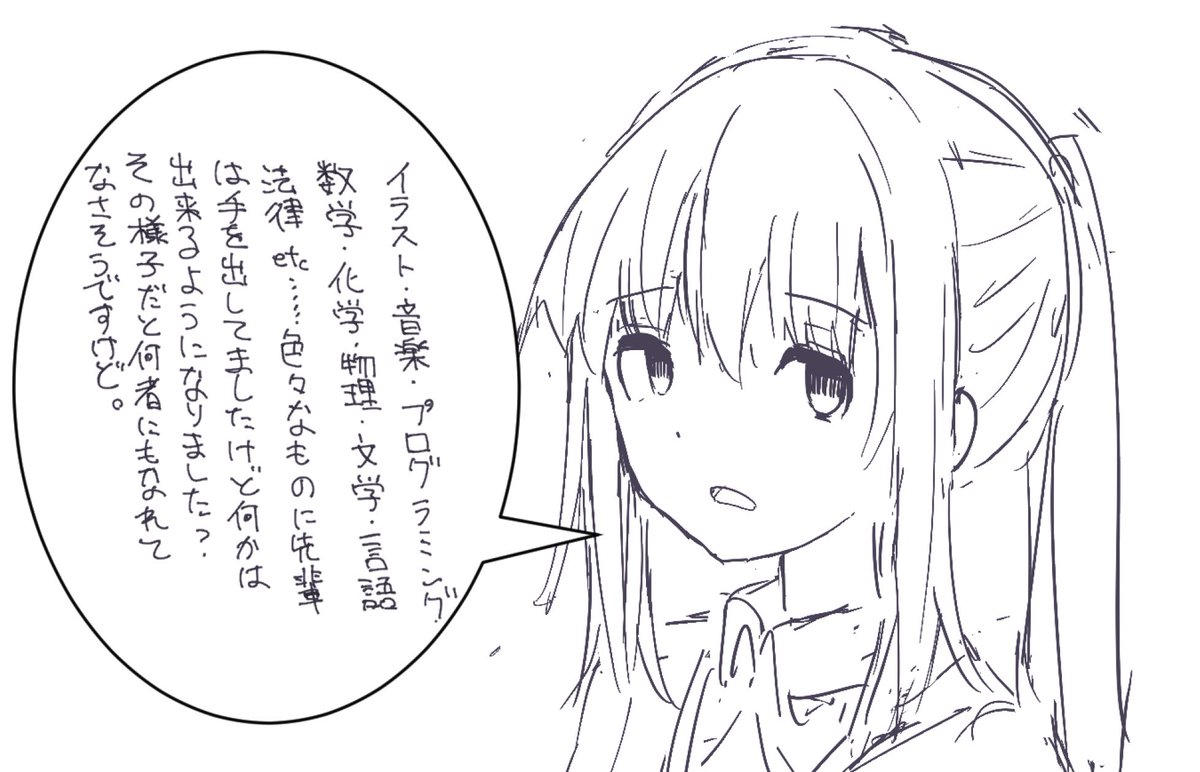 イラスト・音楽・プログラミング・
数学・化学・物理・文学・言語
法律etc……色々なものに先輩
は手を出してましたけど何かは
出来るようになりました？
その様子だと何者にもなれて
なさそうですけど。